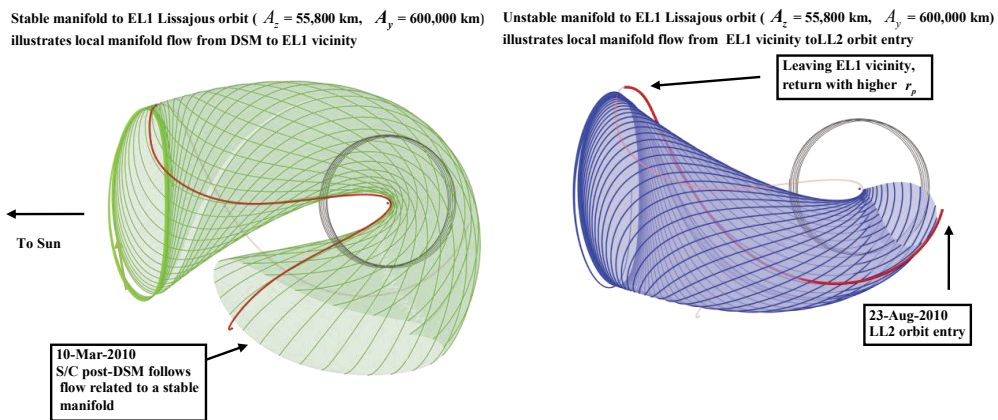 Stable manifold to EL1 Lissajous orbit ( A_z = 55,800 km, A_y = 600,000 km)
illustrates local manifold flow from DSM to EL1 vicinity
Unstable manifold to EL1 Lissajous orbit ( A_z = 55,800 km, A_y = 600,000 km)
illustrates local manifold flow from EL1 vicinity toLL2 orbit entry
Leaving EL1 vicinity,
return with higher r_p
To Sun
10-Mar-2010
S/C post-DSM follows
flow related to a stable
manifold
23-Aug-2010
LL2 orbit entry